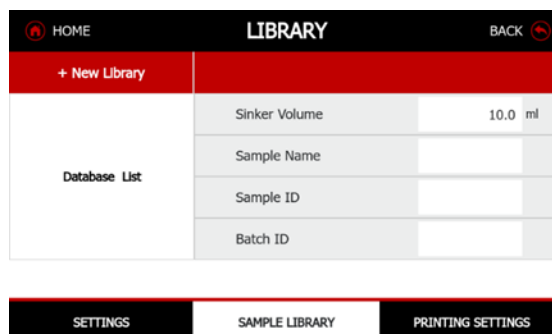 HOME LIBRARY BACK
+ New Library
Sinker Volume 10.0 ml
Sample Name
Database List
Sample ID
Batch ID
SETTINGS SAMPLE LIBRARY PRINTING SETTINGS